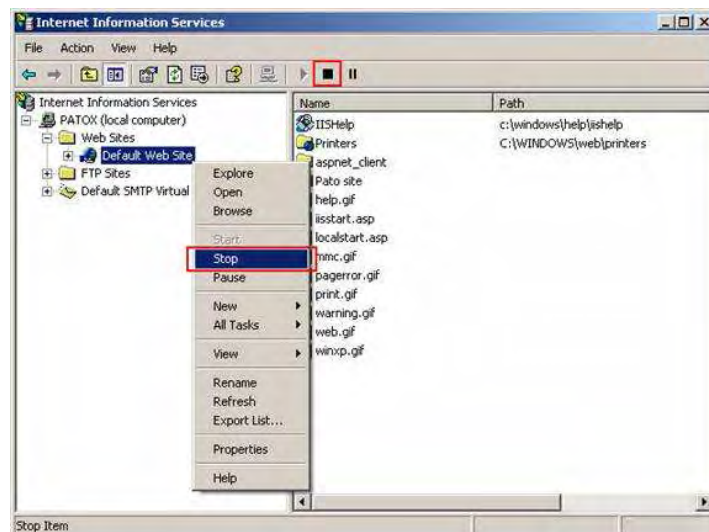 Internet Information Services
File Action View Help
Internet Information Services
PATOX (local computer)
Web Sites
Default Web Site
FTP Sites
Default SMTP Virtual
Explore
Open
Browse
Start
Stop
Pause
New
All Tasks
View
Rename
Refresh
Export List...
Properties
Help
Name Path
IISHelp c:\windows\help\iishelp
Printers C:\WINDOWS\web\printers
aspnet_client
Pato site
help.gif
iisstart.asp
localstart.asp
mmc.gif
pagerror.gif
print.gif
warning.gif
web.gif
winxp.gif
Stop Item